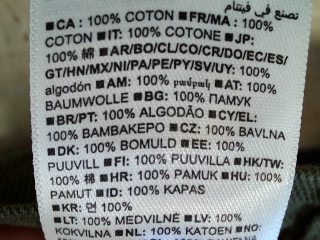 تصنع في فيتنام
■CA : 100% COTTON ■FR/MA : 100%
COTON ■IT: 100% COTONE ■JP:
100% 綿 ■AR/BO/CL/CO/CR/DO/EC/ES/
GT/HN/MX/NI/PA/PE/PY/SV/UY: 100%
algodón ■AM: 100% բամբակ ■AT: 100%
BAUMWOLLE ■BG: 100% ПАМУК
■BR/PT: 100% ALGODÃO ■CY/EL:
100% BAMBAKEPO ■CZ: 100% BAVLNA
■DK: 100% BOMULD ■EE: 100%
PUUVILL ■FI: 100% PUUVILLA ■HK/TW:
100% 棉 ■HR: 100% PAMUK ■HU: 100%
PAMUT ■ID: 100% KAPAS
■KR: 면 100%
■LT: 100% MEDVILNĖ ■LV: 100%
KOKVILNA ■NL: 100% KATOEN ■NO: